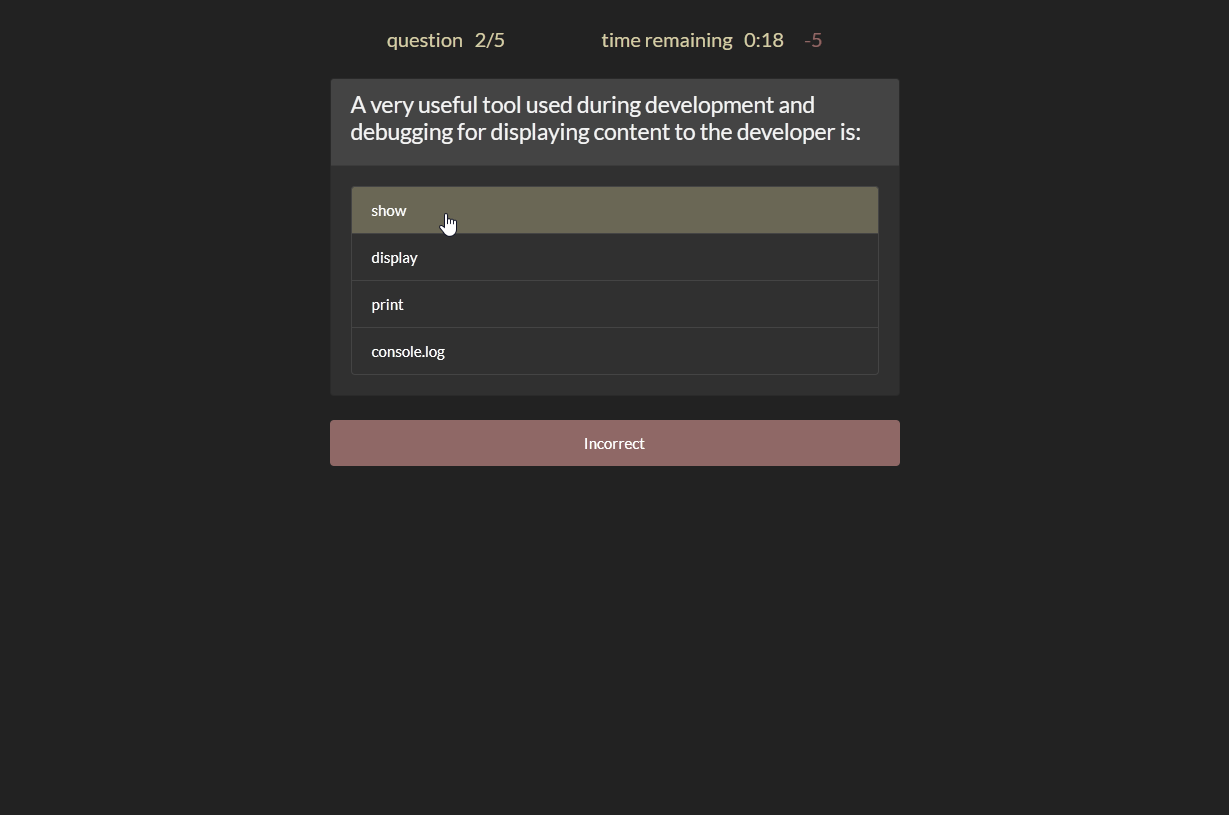 question 2/5 time remaining 0:18 -5
A very useful tool used during development and
debugging for displaying content to the developer is:
show
display
print
console.log
Incorrect